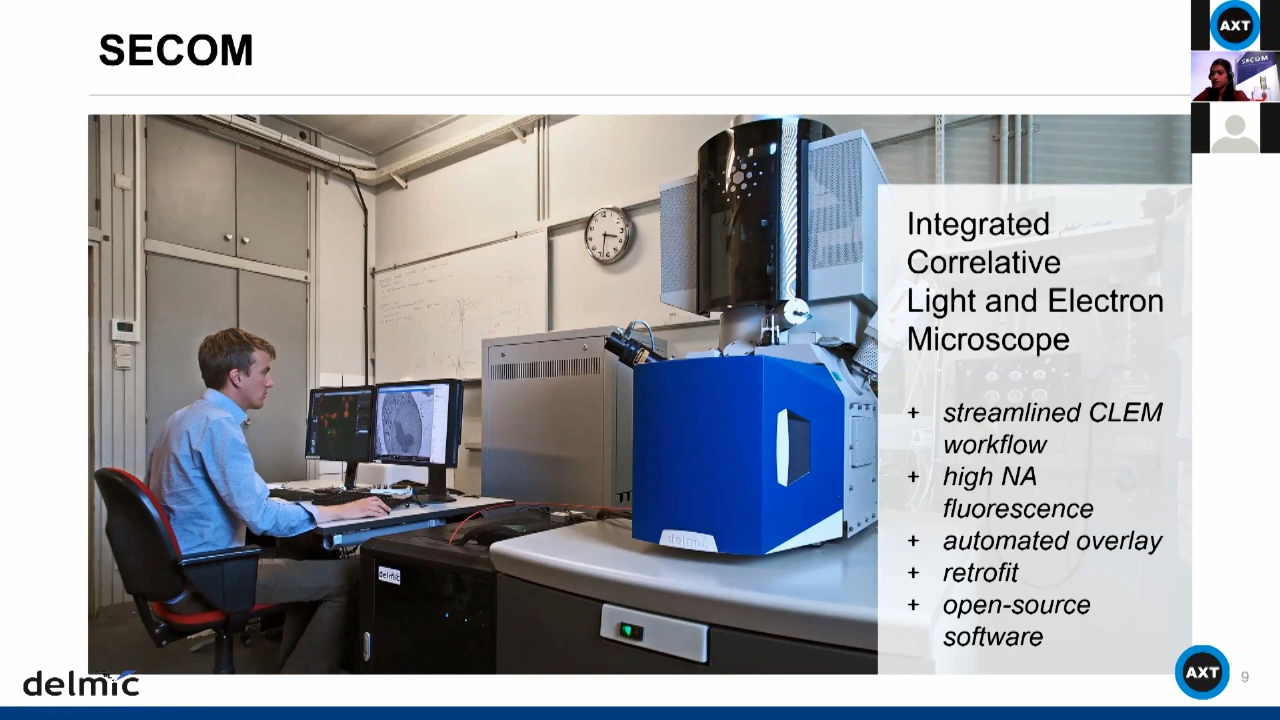 SECOM
AXT
SECOM
Integrated
Correlative
Light and Electron
Microscope
+ streamlined CLEM
workflow
+ high NA
fluorescence
+ automated overlay
+ retrofit
+ open-source
software
delmic
delmic
delmic
AXT
9